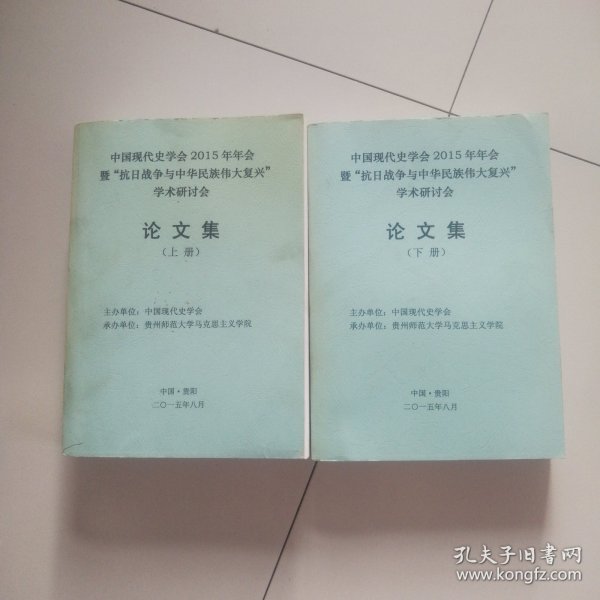 中国现代史学会 2015 年年会
暨“抗日战争与中华民族伟大复兴”
学术研讨会
论文集
（上册）
主办单位：中国现代史学会
承办单位：贵州师范大学马克思主义学院
中国·贵阳
二〇一五年八月
中国现代史学会 2015 年年会
暨“抗日战争与中华民族伟大复兴”
学术研讨会
论文集
（下册）
主办单位：中国现代史学会
承办单位：贵州师范大学马克思主义学院
中国·贵阳
二〇一五年八月
孔夫子旧书网
www.kongfz.com